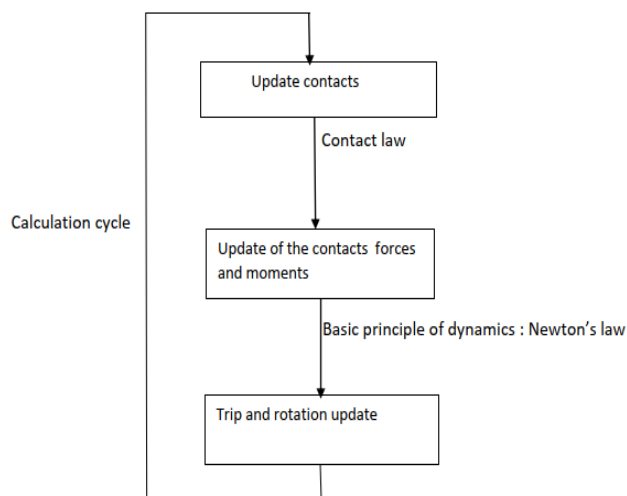 Update contacts
Contact law
Calculation cycle
Update of the contacts forces
and moments
Basic principle of dynamics : Newton's law
Trip and rotation update